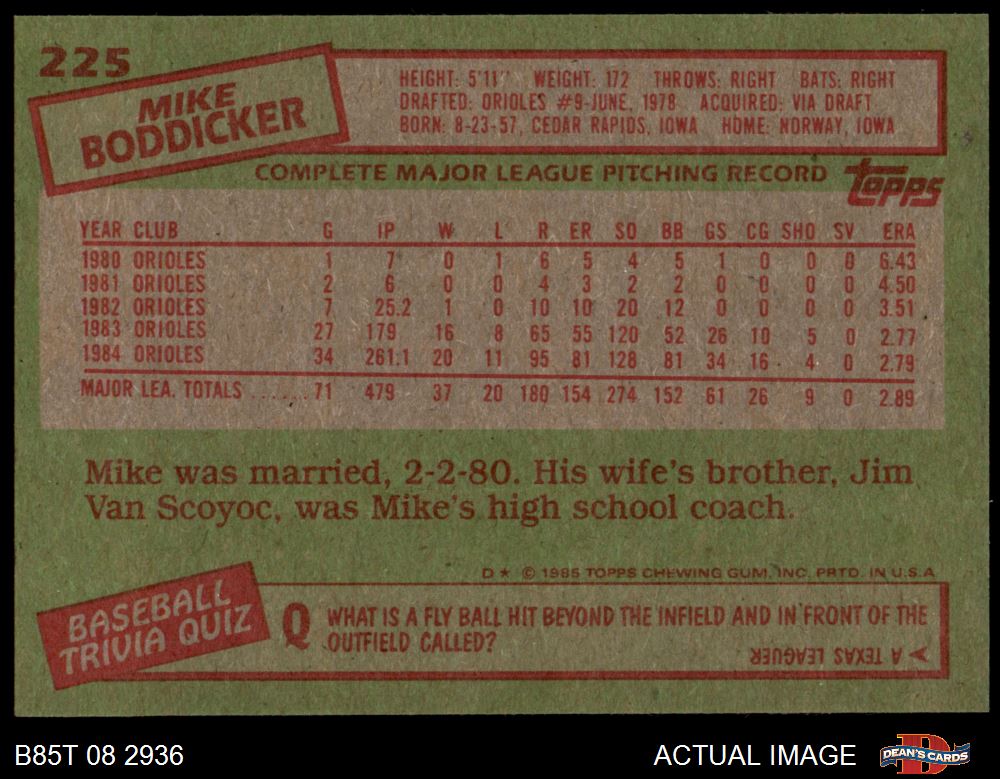 225
MIKE
BODDICKER
HEIGHT: 5'11" WEIGHT: 172 THROWS: RIGHT BATS: RIGHT
DRAFTED: ORIOLES #9-JUNE, 1978 ACQUIRED: VIA DRAFT
BORN: 8-23-57, CEDAR RAPIDS, IOWA HOME: NORWAY, IOWA
COMPLETE MAJOR LEAGUE PITCHING RECORD
topps
YEAR CLUB G IP W L R ER SO BB GS CG SHO SV ERA
1980 ORIOLES 1 7 0 1 6 5 4 5 1 0 0 0 6.43
1981 ORIOLES 2 6 0 0 4 3 2 2 0 0 0 0 4.50
1982 ORIOLES 7 25.2 1 0 10 10 20 12 0 0 0 0 3.51
1983 ORIOLES 27 179 16 8 65 55 120 52 26 10 5 0 2.77
1984 ORIOLES 34 261.1 20 11 95 81 128 81 34 16 4 0 2.79
MAJOR LEA. TOTALS ...... 71 479 37 20 180 154 274 152 61 26 9 0 2.89
Mike was married, 2-2-80. His wife's brother, Jim
Van Scoyoc, was Mike's high school coach.
D* © 1985 TOPPS CHEWING GUM, INC. PRTD. IN U.S.A.
BASEBALL
TRIVIA QUIZ
Q WHAT IS A FLY BALL HIT BEYOND THE INFIELD AND IN FRONT OF THE
OUTFIELD CALLED?
A TEXAS LEAGUER
B85T 08 2936
ACTUAL IMAGE
DEAN'S CARDS